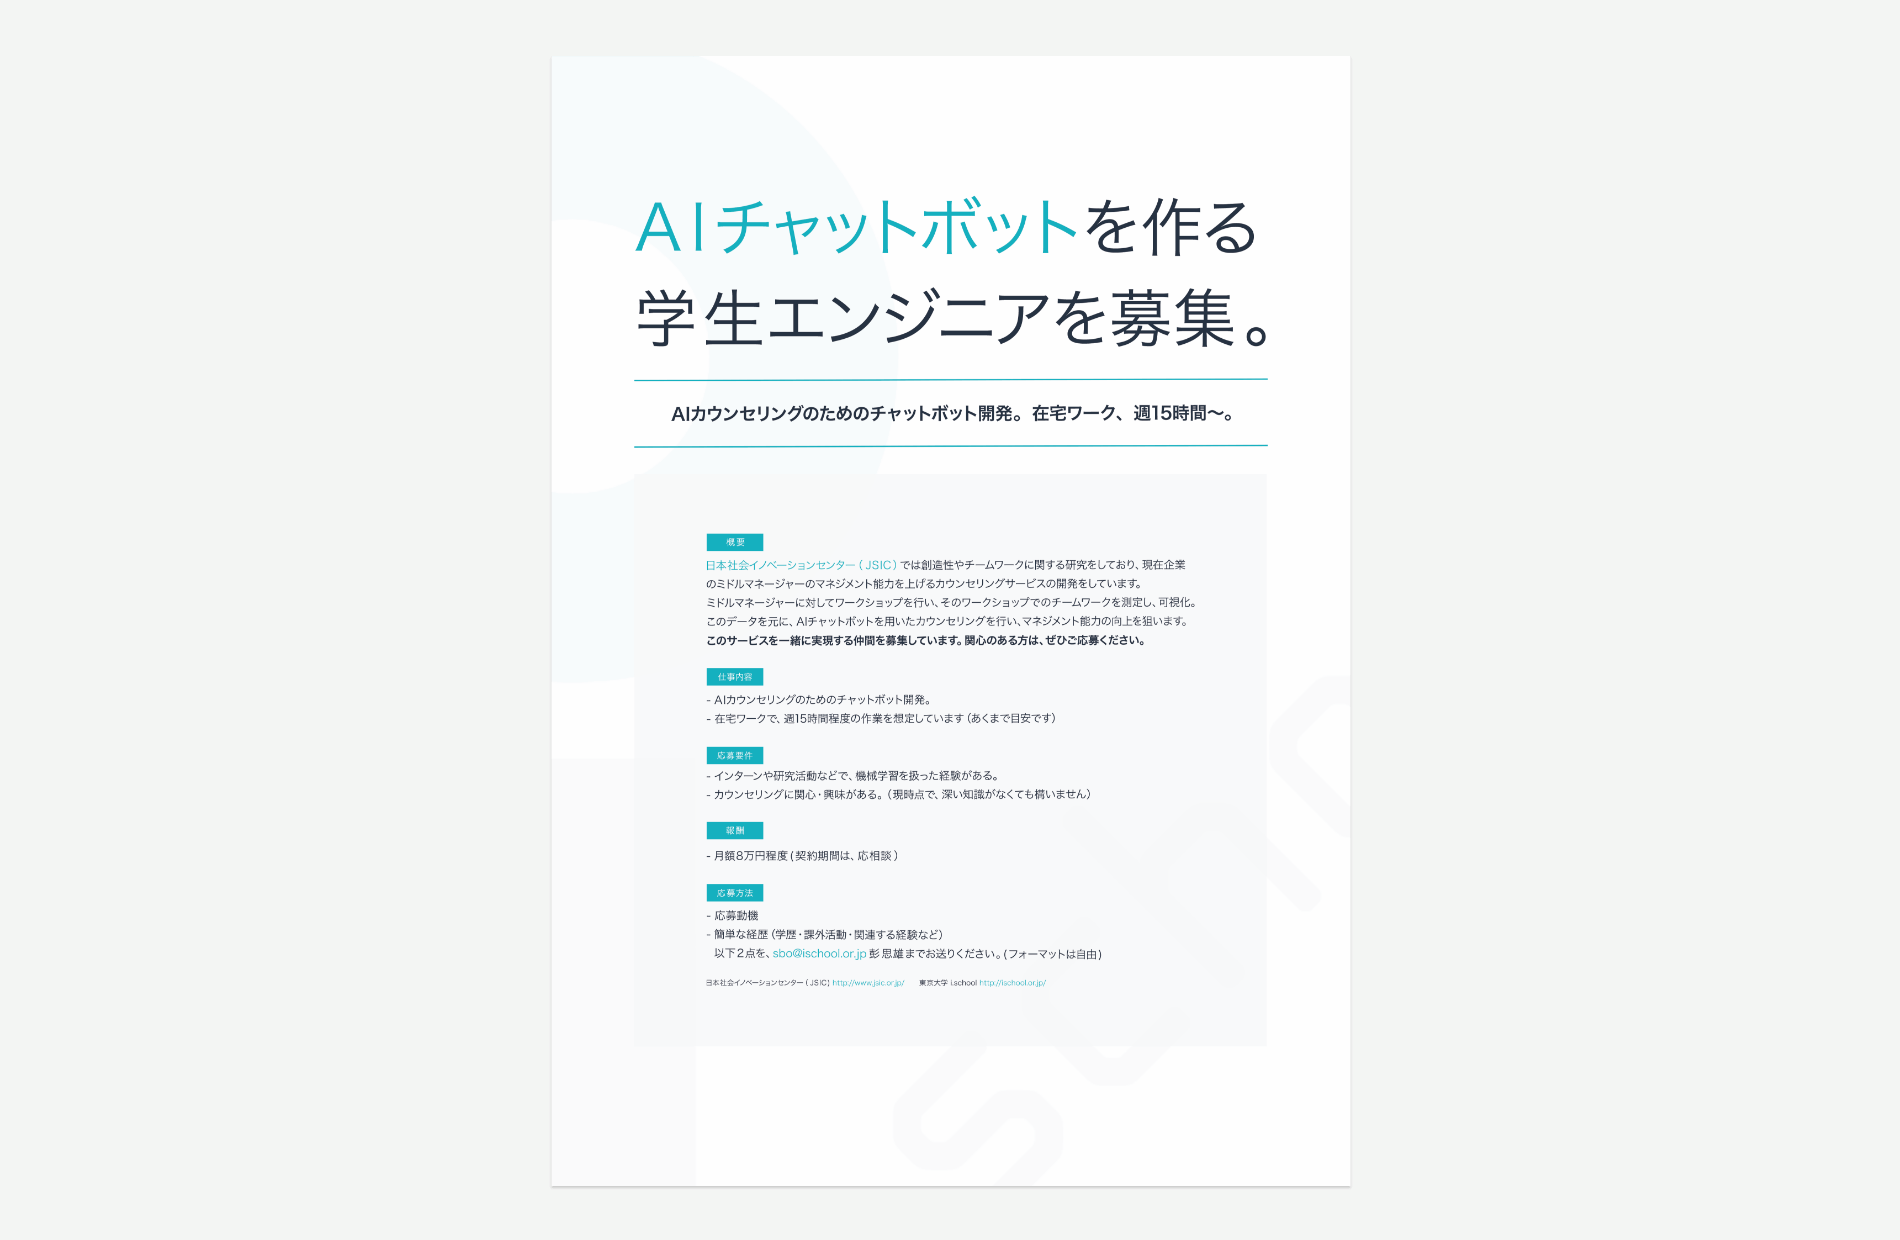 AIチャットボットを作る
学生エンジニアを募集。
AIカウンセリングのためのチャットボット開発。在宅ワーク、週15時間〜。
概要
日本社会イノベーションセンター（JSIC）では創造性やチームワークに関する研究をしており、現在企業
のミドルマネージャーのマネジメント能力を上げるカウンセリングサービスの開発をしています。
ミドルマネージャーに対してワークショップを行い、そのワークショップでのチームワークを測定し、可視化。
このデータを元に、AIチャットボットを用いたカウンセリングを行い、マネジメント能力の向上を狙います。
このサービスを一緒に実現する仲間を募集しています。関心のある方は、ぜひご応募ください。
仕事内容
- AIカウンセリングのためのチャットボット開発。
- 在宅ワークで、週15時間程度の作業を想定しています（あくまで目安です）
応募要件
- インターンや研究活動などで、機械学習を扱った経験がある。
- カウンセリングに関心・興味がある。（現時点で、深い知識がなくても構いません）
報酬
- 月額8万円程度(契約期間は、応相談)
応募方法
- 応募動機
- 簡単な経歴（学歴・課外活動・関連する経験など）
以下2点を、sbo@ischool.or.jp 彭 思雄までお送りください。(フォーマットは自由)
日本社会イノベーションセンター（JSIC）http://www.jsic.or.jp/ 東京大学 i.school http://ischool.or.jp/